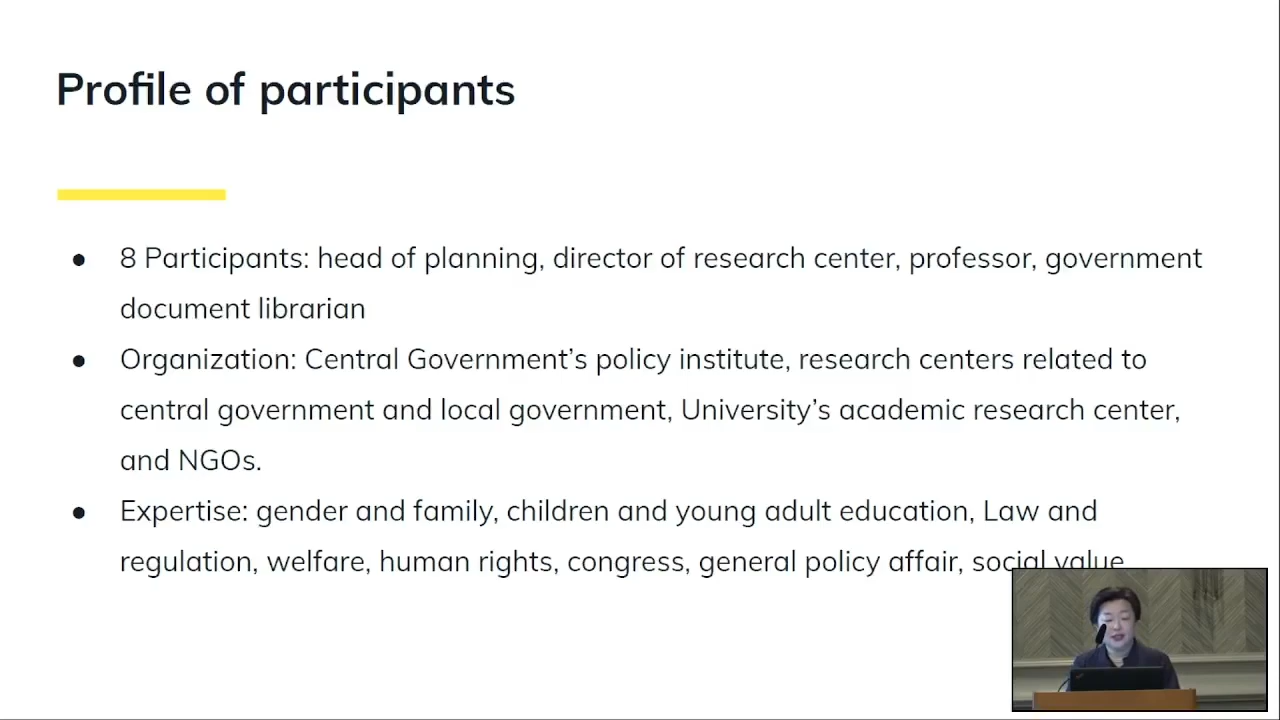 Profile of participants
● 8 Participants: head of planning, director of research center, professor, government
document librarian
● Organization: Central Government’s policy institute, research centers related to
central government and local government, University’s academic research center,
and NGOs.
● Expertise: gender and family, children and young adult education, Law and
regulation, welfare, human rights, congress, general policy affair, social value